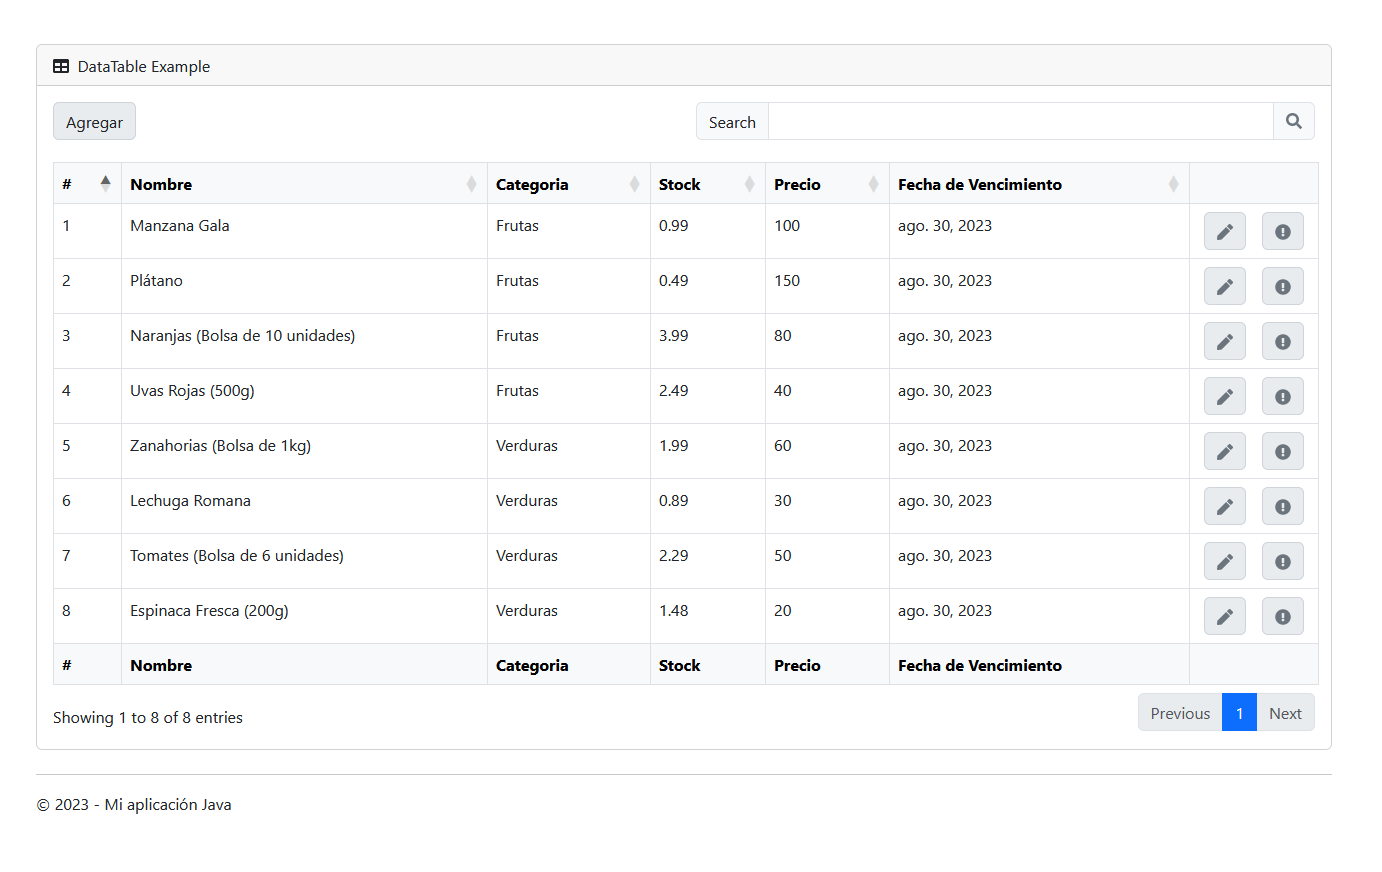 DataTable Example
Agregar Search
# Nombre Categoria Stock Precio Fecha de Vencimiento
1 Manzana Gala Frutas 0.99 100 ago. 30, 2023
2 Plátano Frutas 0.49 150 ago. 30, 2023
3 Naranjas (Bolsa de 10 unidades) Frutas 3.99 80 ago. 30, 2023
4 Uvas Rojas (500g) Frutas 2.49 40 ago. 30, 2023
5 Zanahorias (Bolsa de 1kg) Verduras 1.99 60 ago. 30, 2023
6 Lechuga Romana Verduras 0.89 30 ago. 30, 2023
7 Tomates (Bolsa de 6 unidades) Verduras 2.29 50 ago. 30, 2023
8 Espinaca Fresca (200g) Verduras 1.48 20 ago. 30, 2023
# Nombre Categoria Stock Precio Fecha de Vencimiento
Showing 1 to 8 of 8 entries Previous 1 Next
© 2023 - Mi aplicación Java